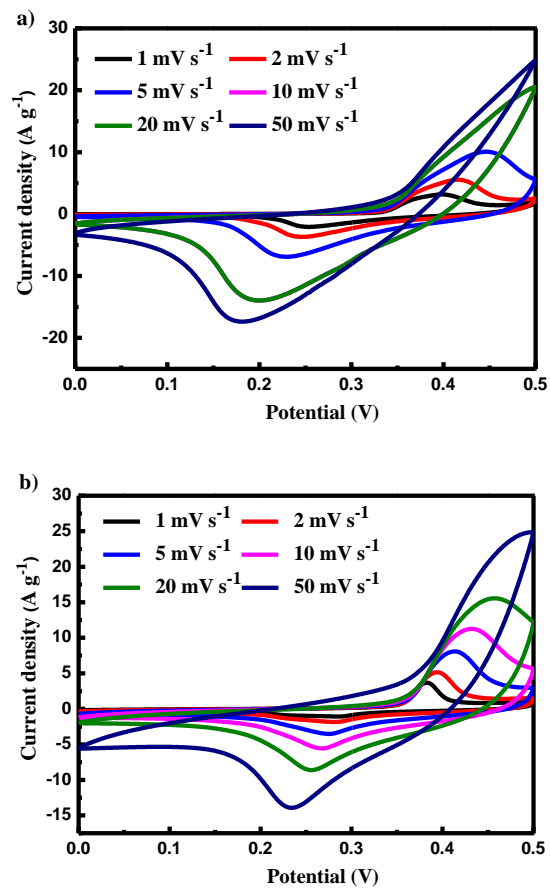 a)
30
1 mV s⁻¹ 2 mV s⁻¹
5 mV s⁻¹ 10 mV s⁻¹
20 mV s⁻¹ 50 mV s⁻¹
20
10
0
-10
-20
Current density (A g⁻¹)
0.0 0.1 0.2 0.3 0.4 0.5
Potential (V)
b)
30
1 mV s⁻¹ 2 mV s⁻¹
5 mV s⁻¹ 10 mV s⁻¹
20 mV s⁻¹ 50 mV s⁻¹
25
20
15
10
5
0
-5
-10
-15
Current density (A g⁻¹)
0.0 0.1 0.2 0.3 0.4 0.5
Potential (V)